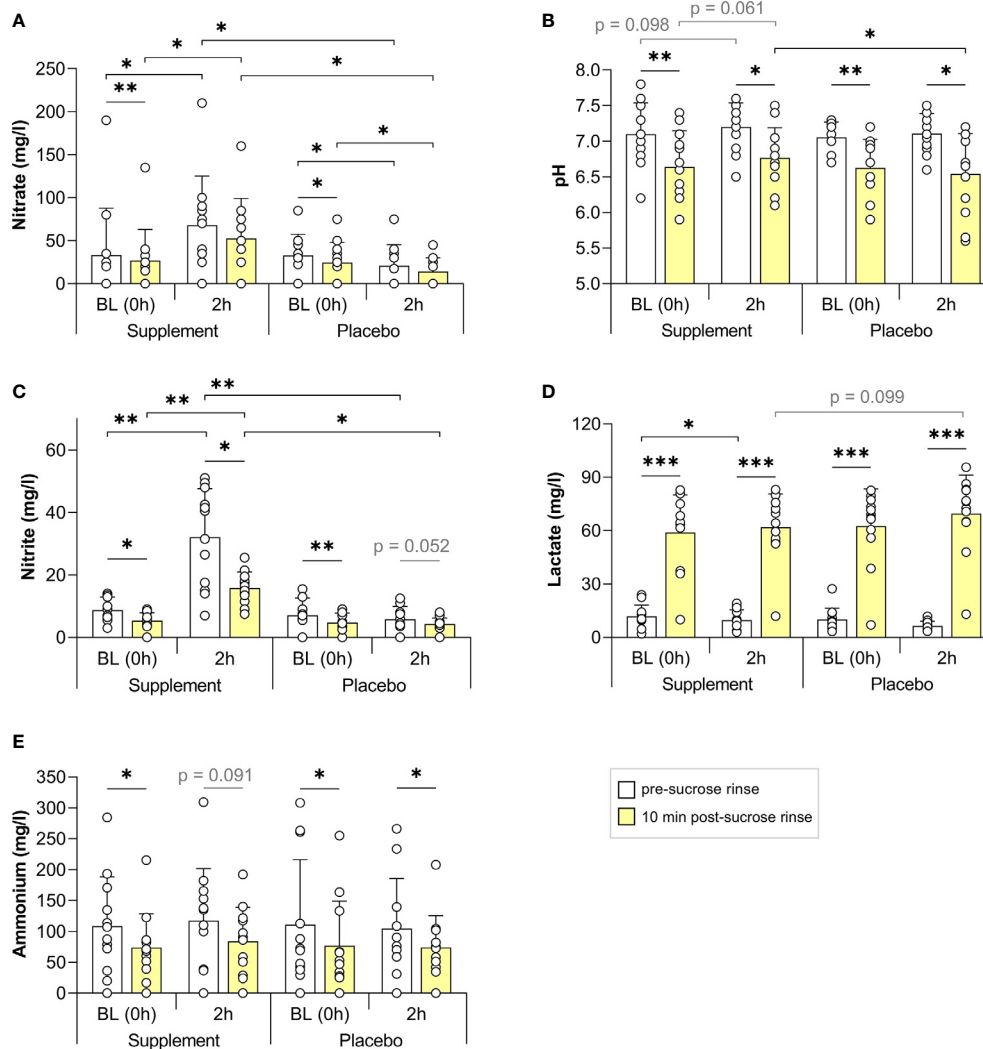 A
Nitrate (mg/l)
250
200
150
100
50
0
*
*
*
**
*
*
*
*
BL (0h) 2h BL (0h) 2h
Supplement Placebo
B
pH
8.0
7.5
7.0
6.5
6.0
5.5
5.0
p = 0.061
p = 0.098
*
** * ** *
BL (0h) 2h BL (0h) 2h
Supplement Placebo
C
Nitrite (mg/l)
60
40
20
0
**
**
**
*
*
*
**
p = 0.052
BL (0h) 2h BL (0h) 2h
Supplement Placebo
D
Lactate (mg/l)
120
90
60
30
0
p = 0.099
*
*** *** *** ***
BL (0h) 2h BL (0h) 2h
Supplement Placebo
E
Ammonium (mg/l)
350
300
250
200
150
100
50
0
* p = 0.091 * *
BL (0h) 2h BL (0h) 2h
Supplement Placebo
pre-sucrose rinse
10 min post-sucrose rinse